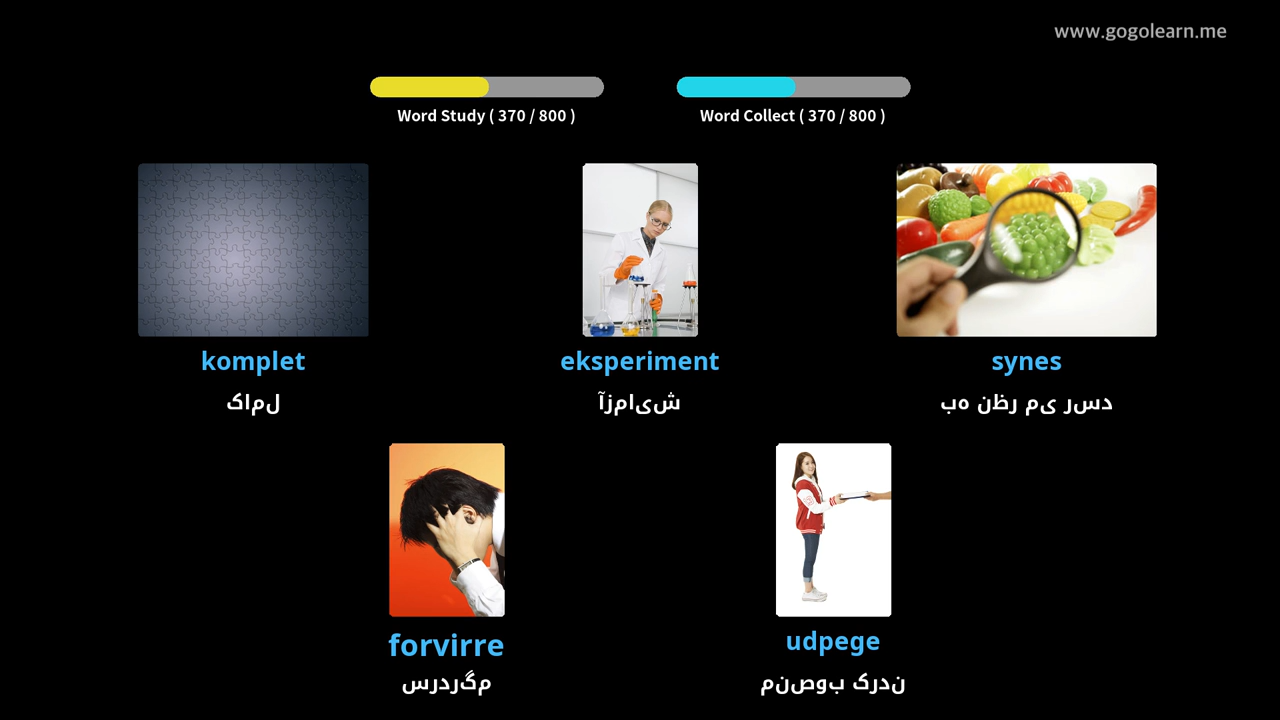 www.gogolearn.me
Word Study ( 370 / 800 )
Word Collect ( 370 / 800 )
komplet
eksperiment
synes
کامل
آزمایش
به نظر می رسد
forvirre
udpege
سردرگم
منصوب کردن